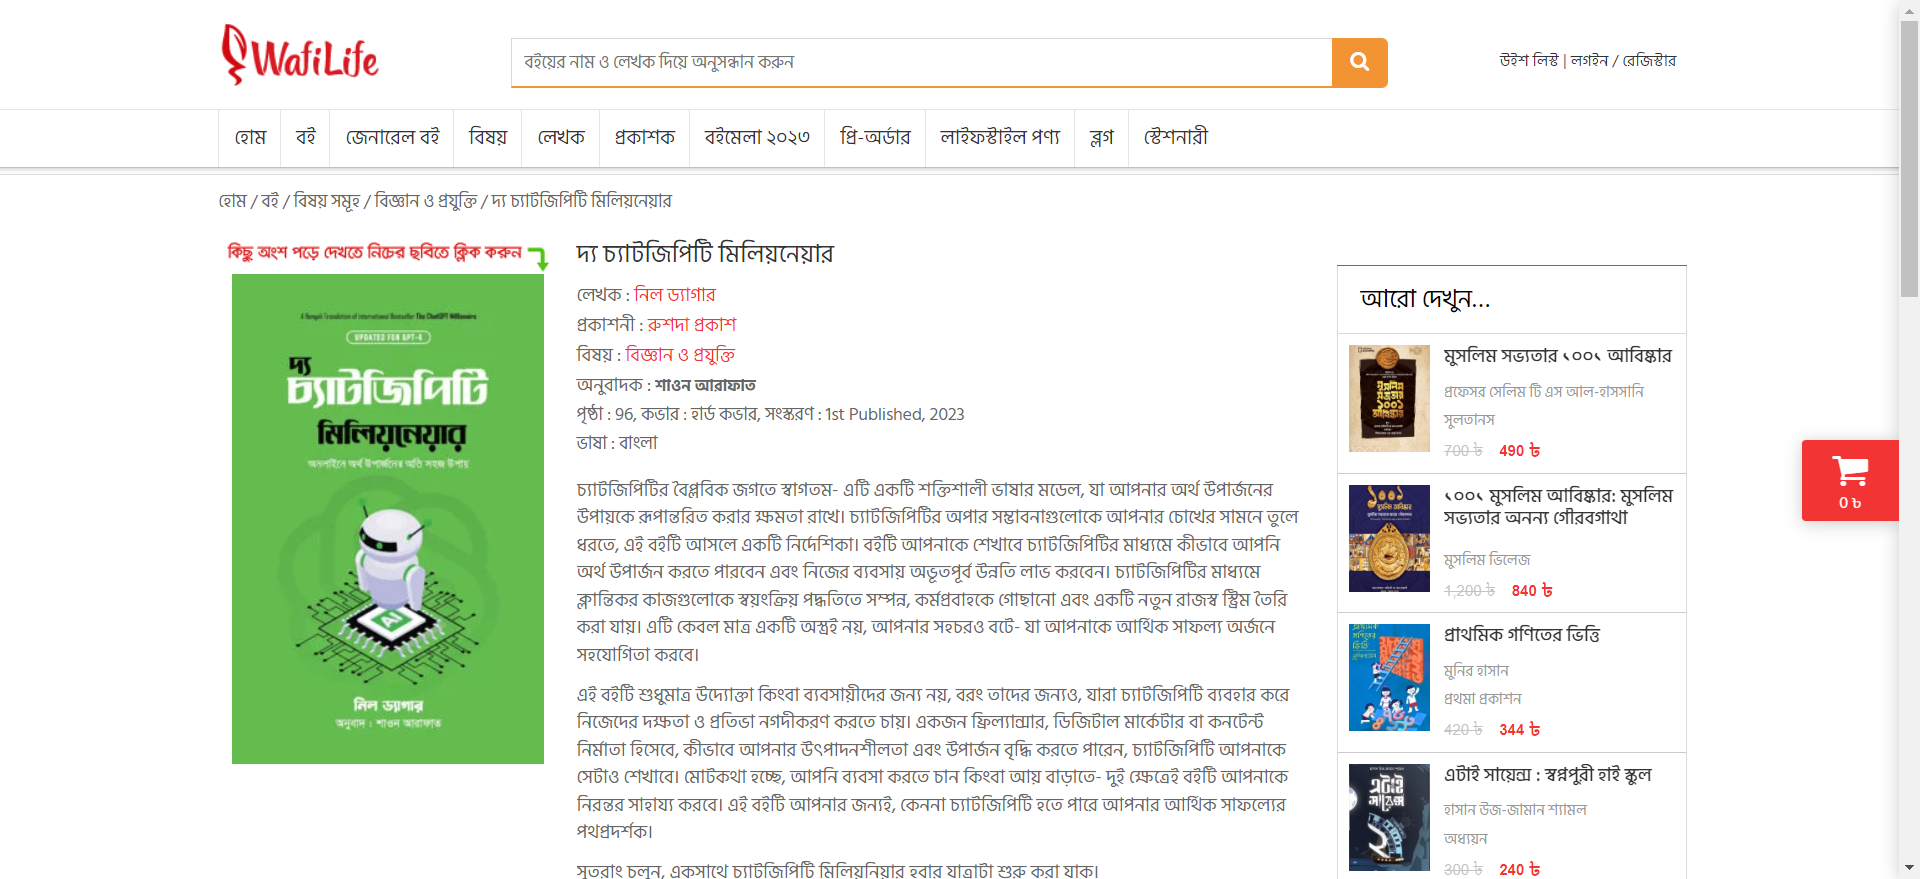 WafiLife
বইয়ের নাম ও লেখক দিয়ে অনুসন্ধান করুন
উইশ লিস্ট | লগইন / রেজিস্টার
হোম
বই
জেনারেল বই
বিষয়
লেখক
প্রকাশক
বইমেলা ২০২৩
প্রি-অর্ডার
লাইফস্টাইল পণ্য
ব্লগ
স্টেশনারী
হোম / বই / বিষয় সমূহ / বিজ্ঞান ও প্রযুক্তি / দ্য চ্যাটজিপিটি মিলিয়নেয়ার
কিছু অংশ পড়ে দেখতে নিচের ছবিতে ক্লিক করুন
A Bengali Translation of International Bestseller The ChatGPT Millionaire
UPDATED FOR GPT-4
দ্য
চ্যাটজিপিটি
মিলিয়নেয়ার
অনলাইনে অর্থ উপার্জনের অতি সহজ উপায়
AI
নিল ড্যাগার
অনুবাদ : শাওন আরাফাত
দ্য চ্যাটজিপিটি মিলিয়নেয়ার
লেখক : নিল ড্যাগার
প্রকাশনী : রুশদা প্রকাশ
বিষয় : বিজ্ঞান ও প্রযুক্তি
অনুবাদক : শাওন আরাফাত
পৃষ্ঠা : 96, কভার : হার্ড কভার, সংস্করণ : 1st Published, 2023
ভাষা : বাংলা
চ্যাটজিপিটির বৈপ্লবিক জগতে স্বাগতম- এটি একটি শক্তিশালী ভাষার মডেল, যা আপনার অর্থ উপার্জনের
উপায়কে রূপান্তরিত করার ক্ষমতা রাখে। চ্যাটজিপিটির অপার সম্ভাবনাগুলোকে আপনার চোখের সামনে তুলে
ধরতে, এই বইটি আসলে একটি নির্দেশিকা। বইটি আপনাকে শেখাবে চ্যাটজিপিটির মাধ্যমে কীভাবে আপনি
অর্থ উপার্জন করতে পারবেন এবং নিজের ব্যবসায় অভূতপূর্ব উন্নতি লাভ করবেন। চ্যাটজিপিটির মাধ্যমে
ক্লান্তিকর কাজগুলোকে স্বয়ংক্রিয় পদ্ধতিতে সম্পন্ন, কর্মপ্রবাহকে গোছানো এবং একটি নতুন রাজস্ব স্ট্রিম তৈরি
করা যায়। এটি কেবল মাত্র একটি অস্ত্রই নয়, আপনার সহচরও বটে- যা আপনাকে আর্থিক সাফল্য অর্জনে
সহযোগিতা করবে।
এই বইটি শুধুমাত্র উদ্যোক্তা কিংবা ব্যবসায়ীদের জন্য নয়, বরং তাদের জন্যও, যারা চ্যাটজিপিটি ব্যবহার করে
নিজেদের দক্ষতা ও প্রতিভা নগদীকরণ করতে চায়। একজন ফ্রিল্যান্সার, ডিজিটাল মার্কেটার বা কনটেন্ট
নির্মাতা হিসেবে, কীভাবে আপনার উৎপাদনশীলতা এবং উপার্জন বৃদ্ধি করতে পারেন, চ্যাটজিপিটি আপনাকে
সেটাও শেখাবে। মোটকথা হচ্ছে, আপনি ব্যবসা করতে চান কিংবা আয় বাড়াতে- দুই ক্ষেত্রেই বইটি আপনাকে
নিরন্তর সাহায্য করবে। এই বইটি আপনার জন্যই, কেননা চ্যাটজিপিটি হতে পারে আপনার আর্থিক সাফল্যের
পথপ্রদর্শক।
সুতরাং চলুন, একসাথে চ্যাটজিপিটি মিলিয়নিয়ার হবার যাত্রাটা শুরু করা যাক।
আরো দেখুন...
মুসলিম সভ্যতার ১০০১ আবিষ্কার
প্রফেসর সেলিম টি এস আল-হাসসানি
সুলতানস
700 ৳ 490 ৳
১০০১ মুসলিম আবিষ্কার: মুসলিম
সভ্যতার অনন্য গৌরবগাথা
মুসলিম ভিলেজ
1,200 ৳ 840 ৳
প্রাথমিক গণিতের ভিত্তি
মুনির হাসান
প্রথমা প্রকাশন
420 ৳ 344 ৳
এটাই সায়েন্স
২
এটাই সায়েন্স : স্বপ্নপুরী হাই স্কুল
হাসান উজ-জামান শ্যামল
অধ্যয়ন
300 ৳ 240 ৳
0 ৳